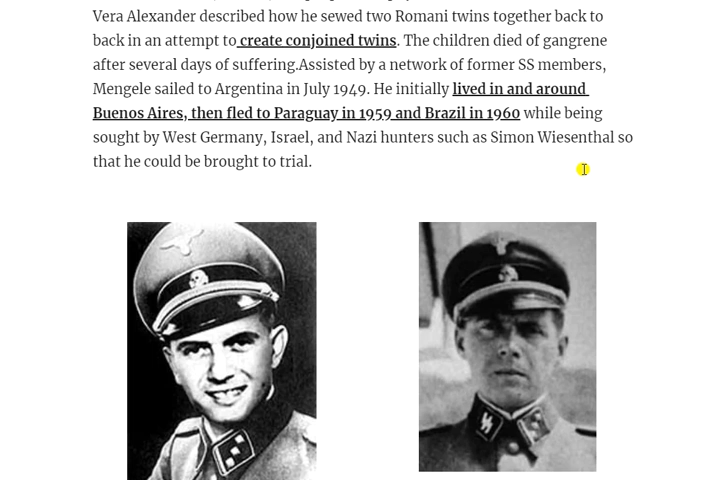 Vera Alexander described how he sewed two Romani twins together back to
back in an attempt to create conjoined twins. The children died of gangrene
after several days of suffering.Assisted by a network of former SS members,
Mengele sailed to Argentina in July 1949. He initially lived in and around
Buenos Aires, then fled to Paraguay in 1959 and Brazil in 1960 while being
sought by West Germany, Israel, and Nazi hunters such as Simon Wiesenthal so
that he could be brought to trial.